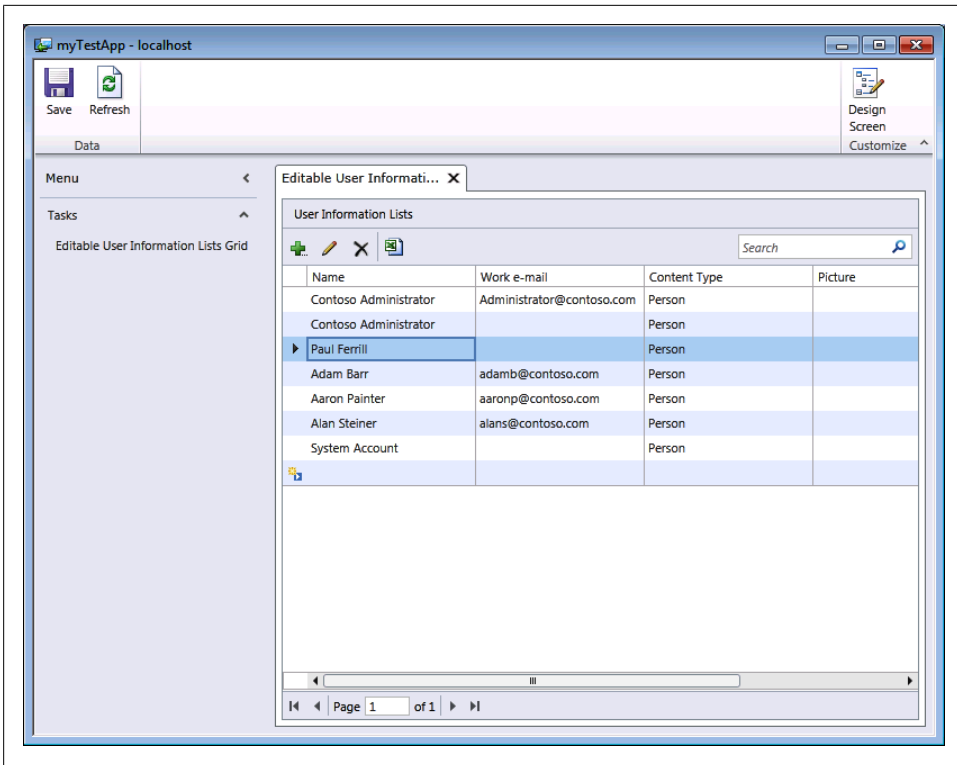 myTestApp - localhost
Save Refresh
Design
Screen
Data
Customize
Menu
Editable User Informati...
Tasks
User Information Lists
Editable User Information Lists Grid
Search
Name Work e-mail Content Type Picture
Contoso Administrator Administrator@contoso.com Person
Contoso Administrator Person
Paul Ferrill Person
Adam Barr adamb@contoso.com Person
Aaron Painter aaronp@contoso.com Person
Alan Steiner alans@contoso.com Person
System Account Person
Page 1 of 1